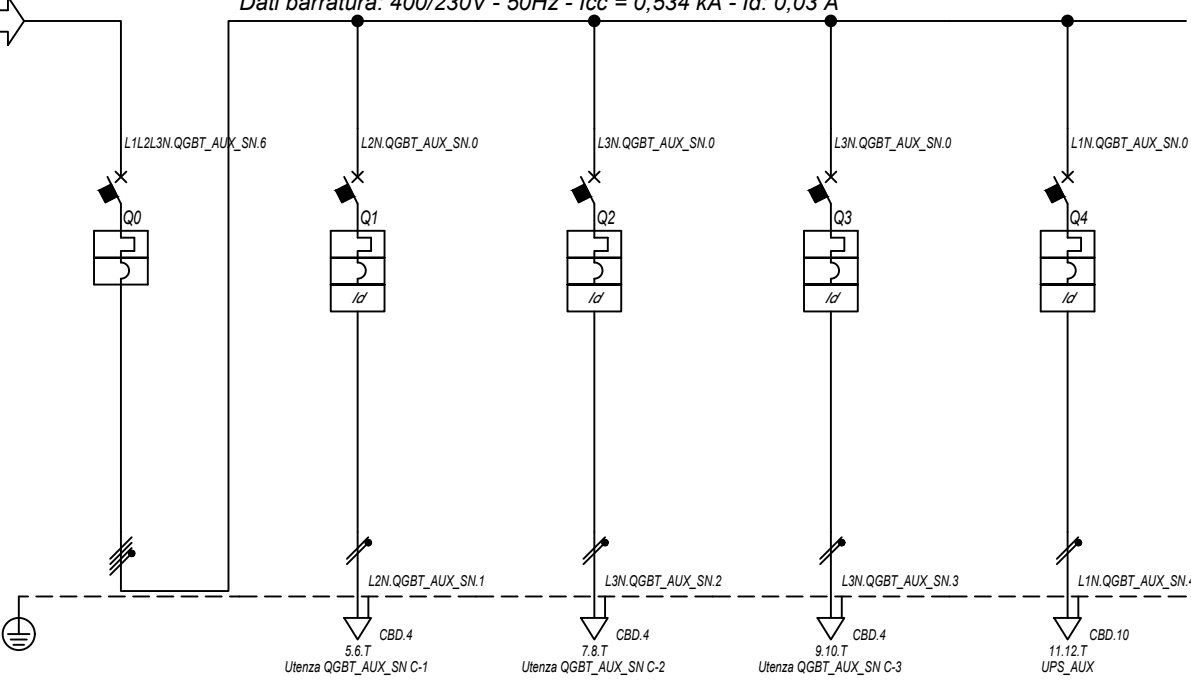 Dati barratura: 400/230V - 50Hz - Icc = 0,534 kA - Id: 0,03 A
L1L2L3N.QGBT_AUX_SN.6
L2N.QGBT_AUX_SN.0
L3N.QGBT_AUX_SN.0
L3N.QGBT_AUX_SN.0
L1N.QGBT_AUX_SN.0
Q0
Q1
Q2
Q3
Q4
Id
Id
Id
Id
L2N.QGBT_AUX_SN.1
L3N.QGBT_AUX_SN.2
L3N.QGBT_AUX_SN.3
L1N.QGBT_AUX_SN.4
CBD.4
CBD.4
CBD.4
CBD.10
5.6.T
7.8.T
9.10.T
11.12.T
Utenza QGBT_AUX_SN C-1
Utenza QGBT_AUX_SN C-2
Utenza QGBT_AUX_SN C-3
UPS_AUX